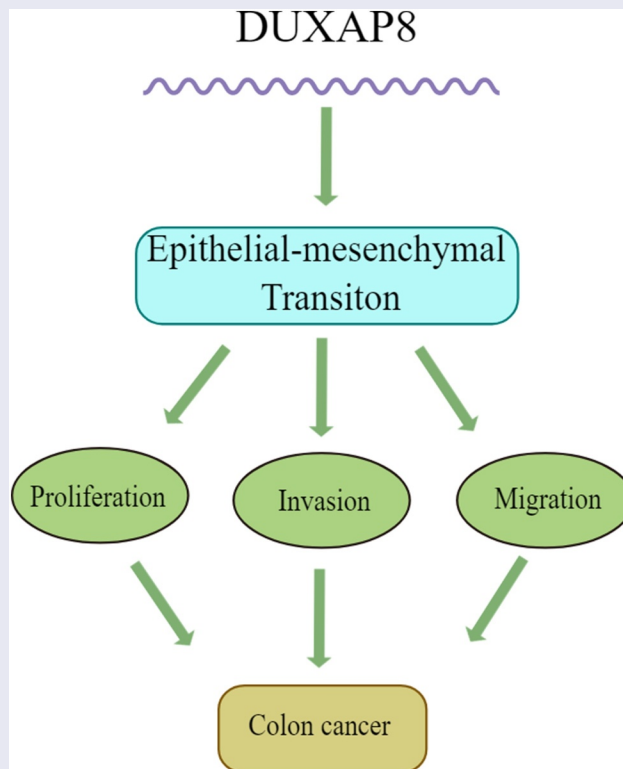 DUXAP8
Epithelial-mesenchymal
Transiton
Proliferation
Invasion
Migration
Colon cancer